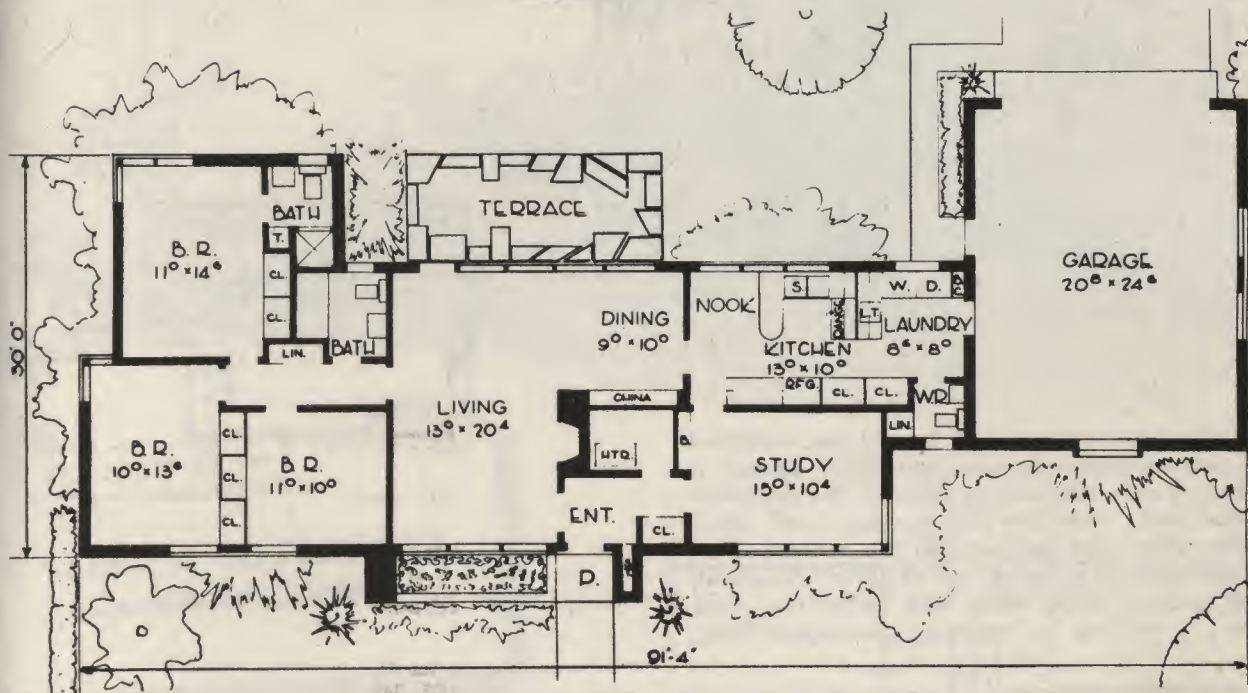 TERRACE
BATH
T.
B. R.
11⁰ × 14⁶
CL.
CL.
LIN.
BATH
30'-0"
NOOK
S.
RANGE
L.T.
W. D.
LAUNDRY
8⁶ × 8⁰
DINING
9⁰ × 10⁰
KITCHEN
13⁰ × 10⁰
RFG.
CL.
CL.
W.R.
LIN.
GARAGE
20⁸ × 24⁶
CHINA
LIVING
13⁰ × 20⁴
HTR.
B.
B. R.
10⁰ × 13⁶
CL.
CL.
CL.
B. R.
11⁰ × 10⁰
STUDY
15⁰ × 10⁴
ENT.
CL.
P.
91'-4"